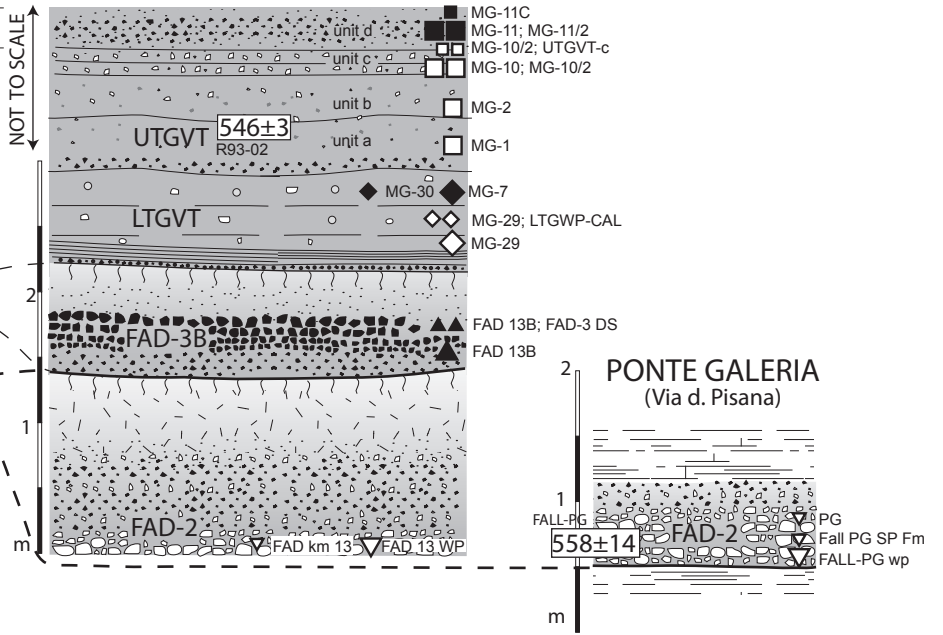 NOT TO SCALE
MG-11C
unit d
MG-11; MG-11/2
MG-10/2; UTGVT-c
unit c
MG-10; MG-10/2
unit b
MG-2
UTGVT
546±3
R93-02
unit a
MG-1
MG-30
MG-7
LTGVT
MG-29; LTGWP-CAL
MG-29
2
FAD-3B
FAD 13B; FAD-3 DS
FAD 13B
1
FAD-2
m
FAD km 13
FAD 13 WP
PONTE GALERIA
(Via d. Pisana)
2
1
FALL-PG
558±14
FAD-2
PG
Fall PG SP Fm
FALL-PG wp
m